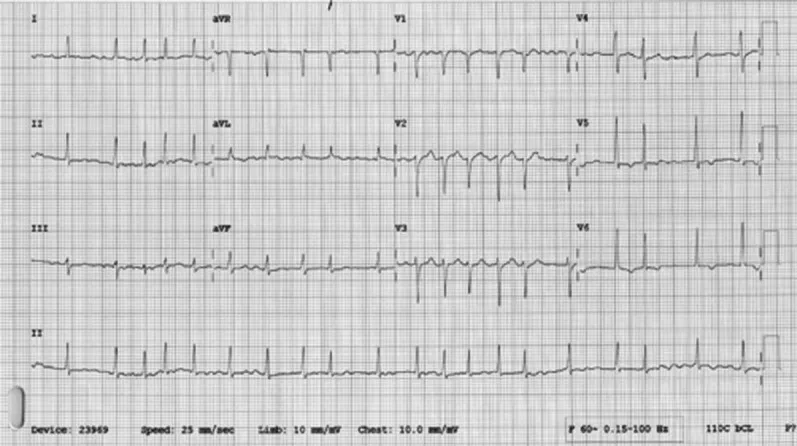 I aVR V1 V4
II aVL V2 V5
III aVF V3 V6
II
Device: 23969 Speed: 25 mm/sec Limb: 10 mm/mV Chest: 10.0 mm/mV F 60~ 0.15-100 Hz 110C